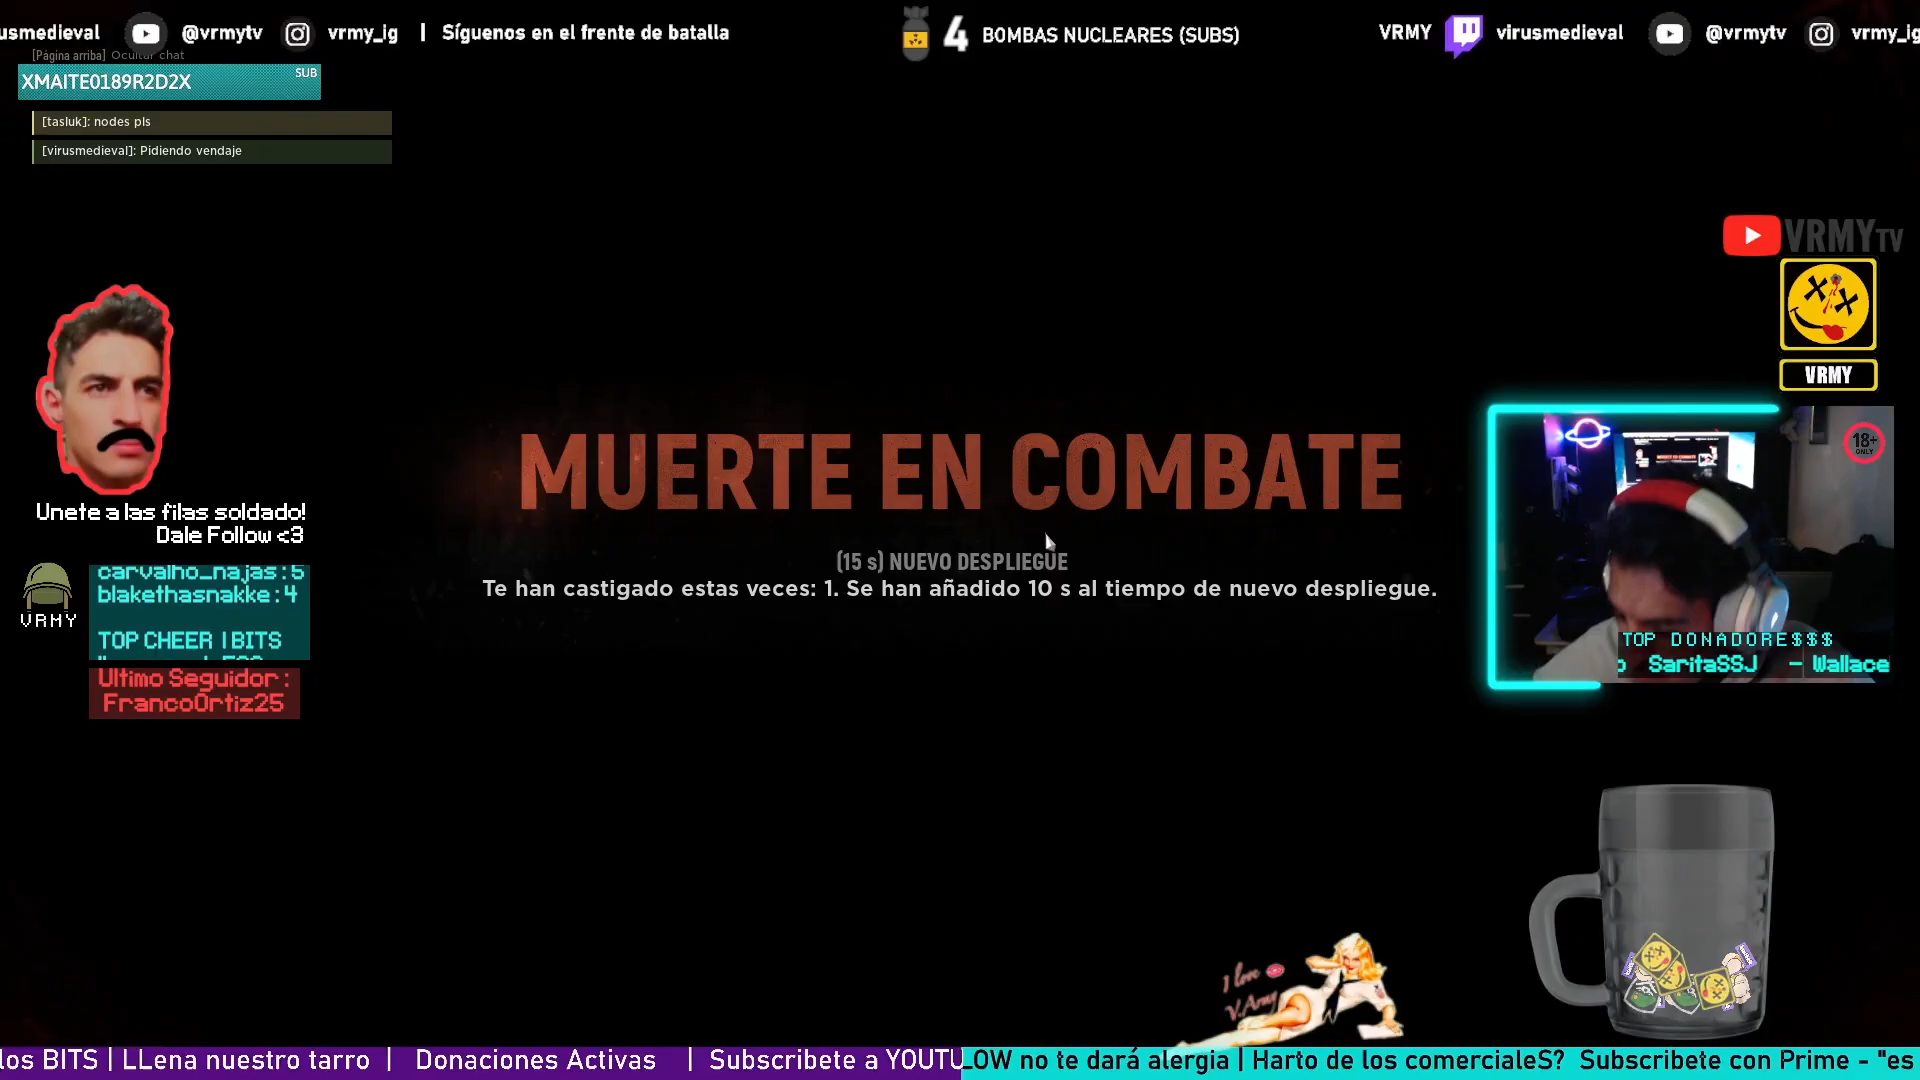 usmedieval @vrmytv vrmy_ig | Síguenos en el frente de batalla
4 BOMBAS NUCLEARES (SUBS)
VRMY virusmedieval @vrmytv vrmy_ig
[Página arriba] Ocultar chat
XMAITE0189R2D2X SUB
[tasluk]: nodes pls
[virusmedieval]: Pidiendo vendaje
VRMYTV
VRMY
18+
ONLY
MUERTE EN COMBATE
(15 s) NUEVO DESPLIEGUE
Te han castigado estas veces: 1. Se han añadido 10 s al tiempo de nuevo despliegue.
Unete a las filas soldado!
Dale Follow <3
VRMY
carvalho_najas:5
blakethasnakke:4
TOP CHEER | BITS
Ultimo Seguidor:
FrancoOrtiz25
TOP DONADORE$$$
SaritaSSJ - Wallace
I love
V.Army
los BITS | LLena nuestro tarro | Donaciones Activas | Subscribete a YOUTU
LOW no te dará alergia | Harto de los comercialeS? Subscribete con Prime - "es